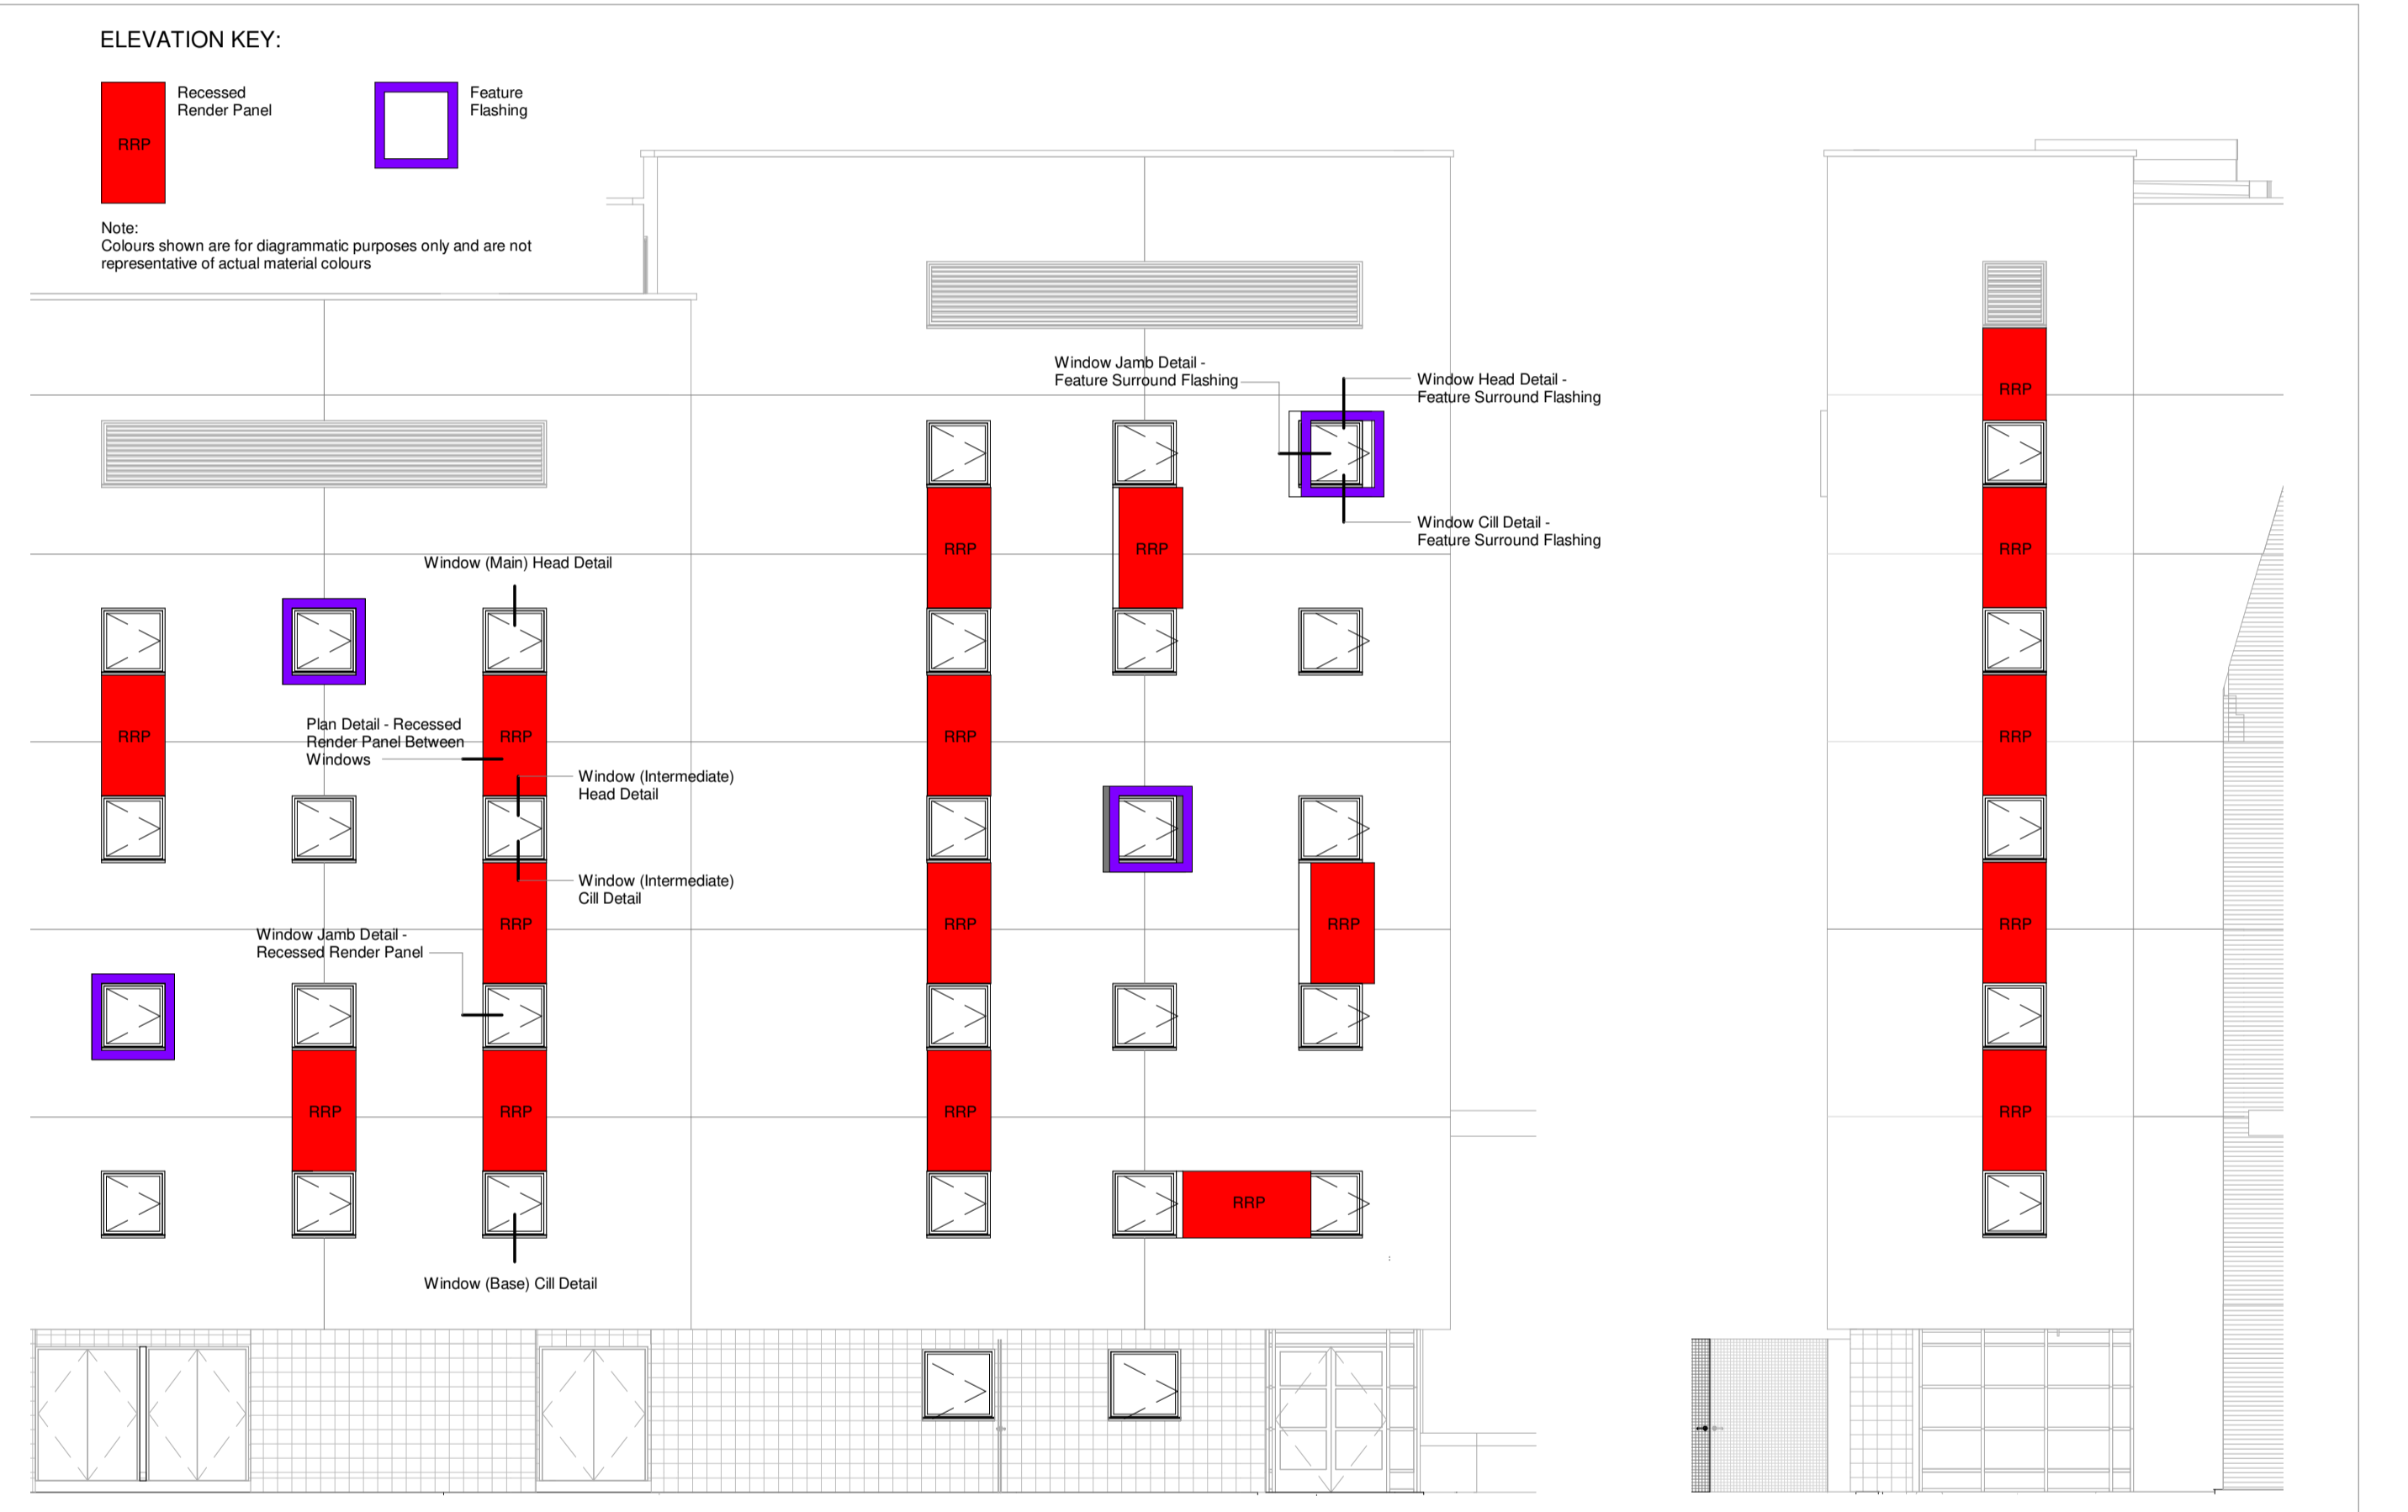 ELEVATION KEY:
RRP
Recessed
Render Panel
Feature
Flashing
Note:
Colours shown are for diagrammatic purposes only and are not
representative of actual material colours
Window Jamb Detail -
Feature Surround Flashing
Window Head Detail -
Feature Surround Flashing
RRP
Window Cill Detail -
Feature Surround Flashing
RRP
RRP
RRP
Window (Main) Head Detail
Plan Detail - Recessed
Render Panel Between
Windows
RRP
RRP
RRP
RRP
Window (Intermediate)
Head Detail
Window (Intermediate)
Cill Detail
RRP
RRP
RRP
RRP
Window Jamb Detail -
Recessed Render Panel
RRP
RRP
RRP
RRP
RRP
Window (Base) Cill Detail